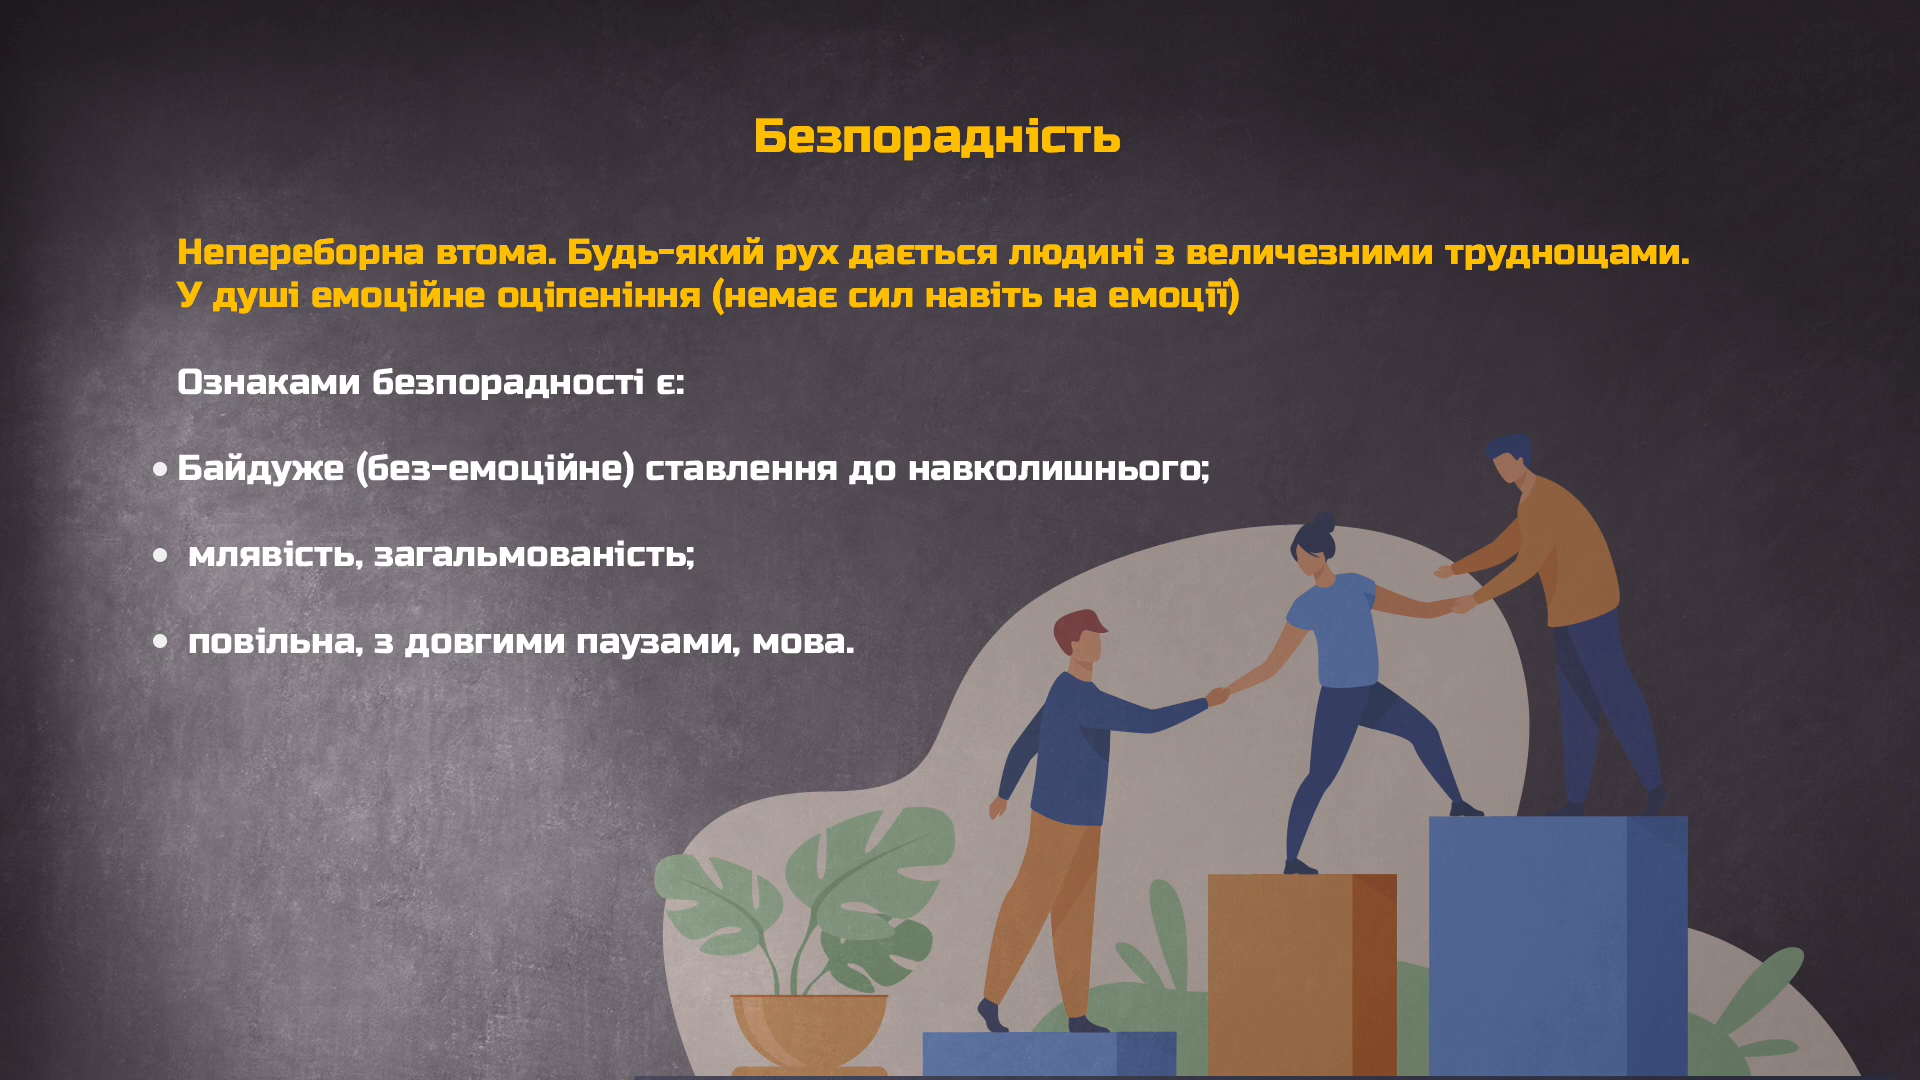 Безпорадність
Непереборна втома. Будь-який рух дається людині з величезними труднощами.
У душі емоційне оціпеніння (немає сил навіть на емоції)
Ознаками безпорадності є:
• Байдуже (без-емоційне) ставлення до навколишнього;
• млявість, загальмованість;
• повільна, з довгими паузами, мова.